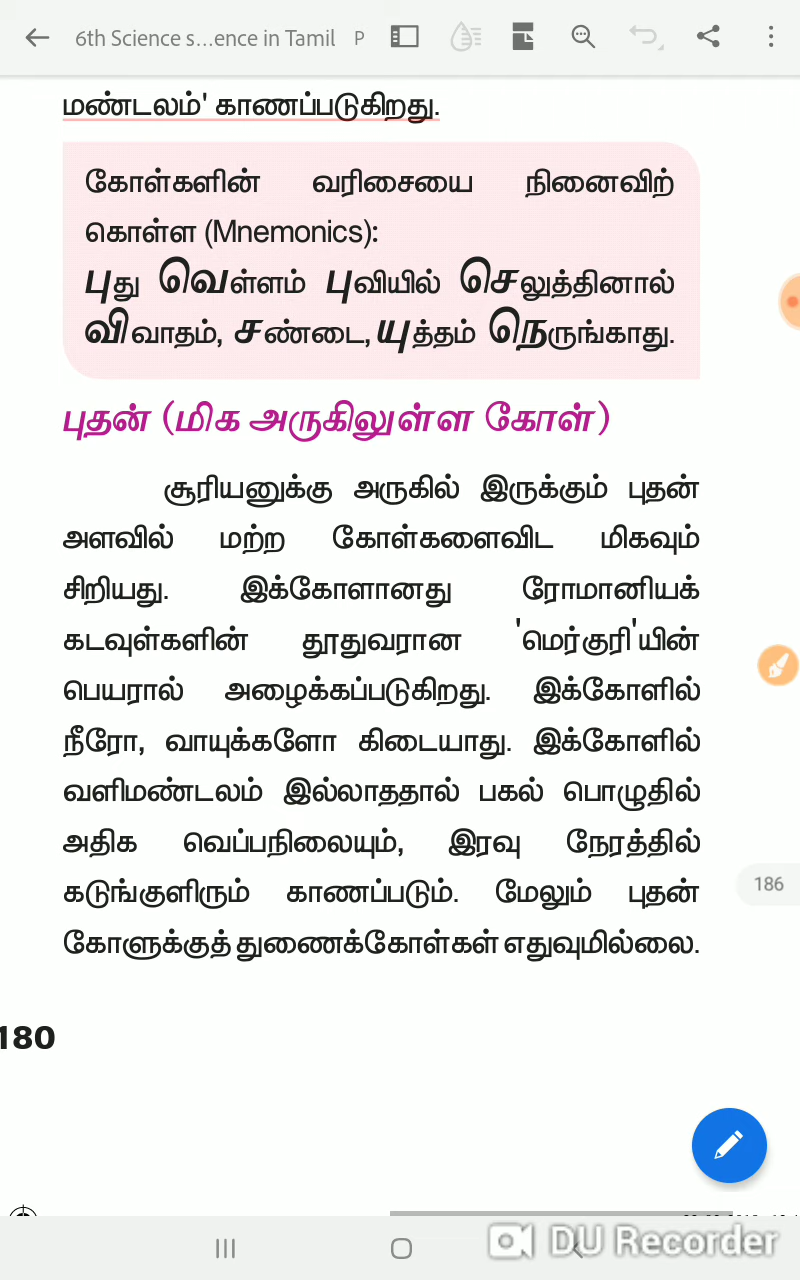 6th Science s...ence in Tamil P
மண்டலம்' காணப்படுகிறது.
கோள்களின் வரிசையை நினைவிற்
கொள்ள (Mnemonics):
புது வெள்ளம் புவியில் செலுத்தினால்
விவாதம், சண்டை, யுத்தம் நெருங்காது.
புதன் (மிக அருகிலுள்ள கோள்)
சூரியனுக்கு அருகில் இருக்கும் புதன்
அளவில் மற்ற கோள்களைவிட மிகவும்
சிறியது. இக்கோளானது ரோமானியக்
கடவுள்களின் தூதுவரான 'மெர்குரி'யின்
பெயரால் அழைக்கப்படுகிறது. இக்கோளில்
நீரோ, வாயுக்களோ கிடையாது. இக்கோளில்
வளிமண்டலம் இல்லாததால் பகல் பொழுதில்
அதிக வெப்பநிலையும், இரவு நேரத்தில்
186
கடுங்குளிரும் காணப்படும். மேலும் புதன்
கோளுக்குத் துணைக்கோள்கள் எதுவுமில்லை.
180
DU Recorder